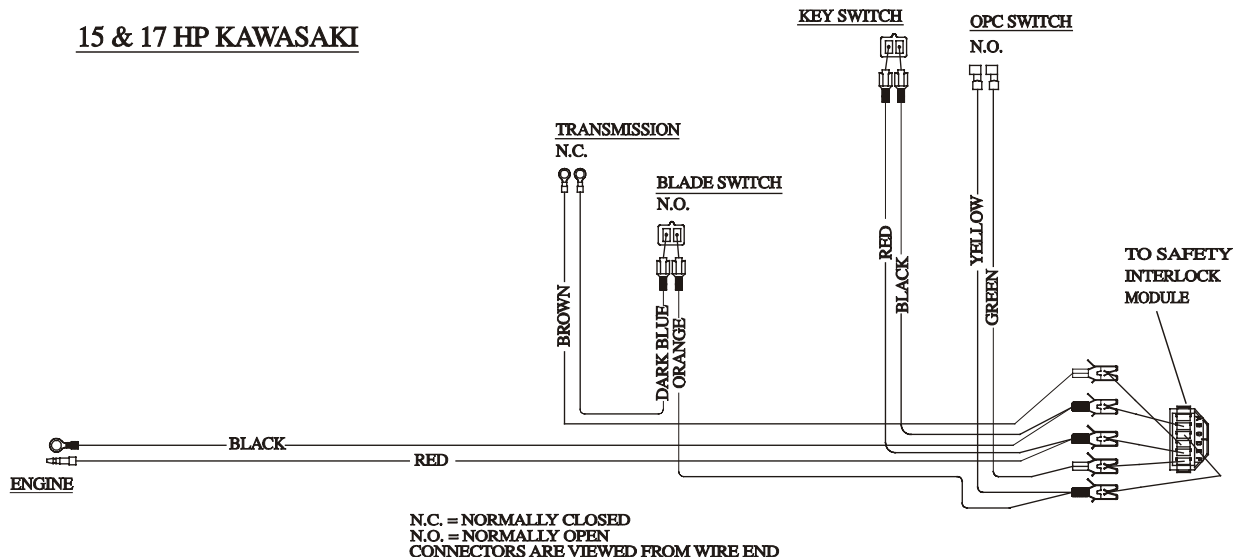 15 & 17 HP KAWASAKI
KEY SWITCH
OPC SWITCH
N.O.
TRANSMISSION
N.C.
BLADE SWITCH
N.O.
RED
BLACK
YELLOW
GREEN
TO SAFETY
INTERLOCK
MODULE
BROWN
DARK BLUE
ORANGE
BLACK
RED
ENGINE
N.C. = NORMALLY CLOSED
N.O. = NORMALLY OPEN
CONNECTORS ARE VIEWED FROM WIRE END